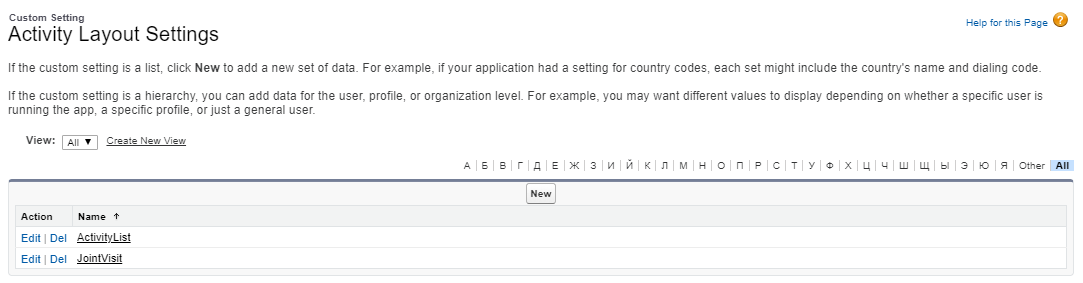 Custom Setting
Activity Layout Settings
Help for this Page ?
If the custom setting is a list, click New to add a new set of data. For example, if your application had a setting for country codes, each set might include the country's name and dialing code.
If the custom setting is a hierarchy, you can add data for the user, profile, or organization level. For example, you may want different values to display depending on whether a specific user is
running the app, a specific profile, or just a general user.
View: All ▼ Create New View
А | Б | В | Г | Д | Е | Ж | З | И | Й | К | Л | М | Н | О | П | Р | С | Т | У | Ф | Х | Ц | Ч | Ш | Щ | Ы | Э | Ю | Я | Other | All
New
Action Name ↑
Edit | Del ActivityList
Edit | Del JointVisit